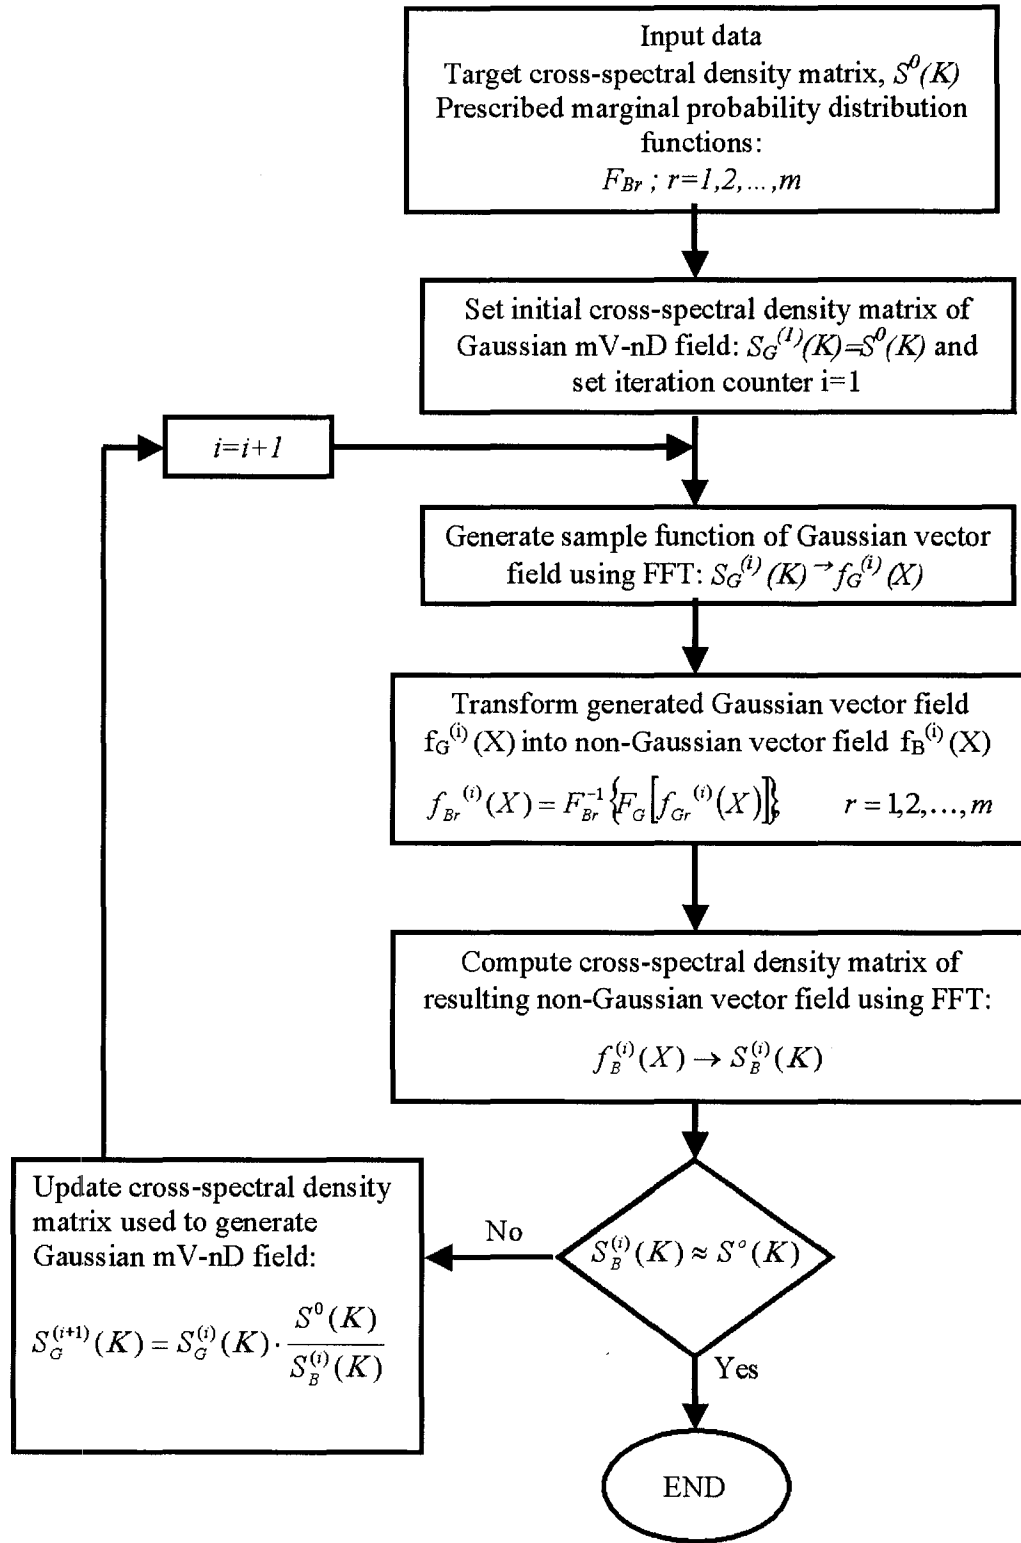 Input data
Target cross-spectral density matrix, S⁰(K)
Prescribed marginal probability distribution
functions:
F_Br ; r=1,2,...,m
Set initial cross-spectral density matrix of
Gaussian mV-nD field: S_G⁽¹⁾(K)=S⁰(K) and
set iteration counter i=1
i=i+1
Generate sample function of Gaussian vector
field using FFT: S_G⁽ⁱ⁾(K)→f_G⁽ⁱ⁾(X)
Transform generated Gaussian vector field
f_G⁽ⁱ⁾(X) into non-Gaussian vector field f_B⁽ⁱ⁾(X)
f_Br⁽ⁱ⁾(X) = F_Br⁻¹{F_G[f_Gr⁽ⁱ⁾(X)]}, r = 1,2,...,m
Compute cross-spectral density matrix of
resulting non-Gaussian vector field using FFT:
f_B⁽ⁱ⁾(X) → S_B⁽ⁱ⁾(K)
S_B⁽ⁱ⁾(K) ≈ Sᵒ(K)
No
Update cross-spectral density
matrix used to generate
Gaussian mV-nD field:
S_G⁽ⁱ⁺¹⁾(K) = S_G⁽ⁱ⁾(K) · S⁰(K) / S_B⁽ⁱ⁾(K)
Yes
END